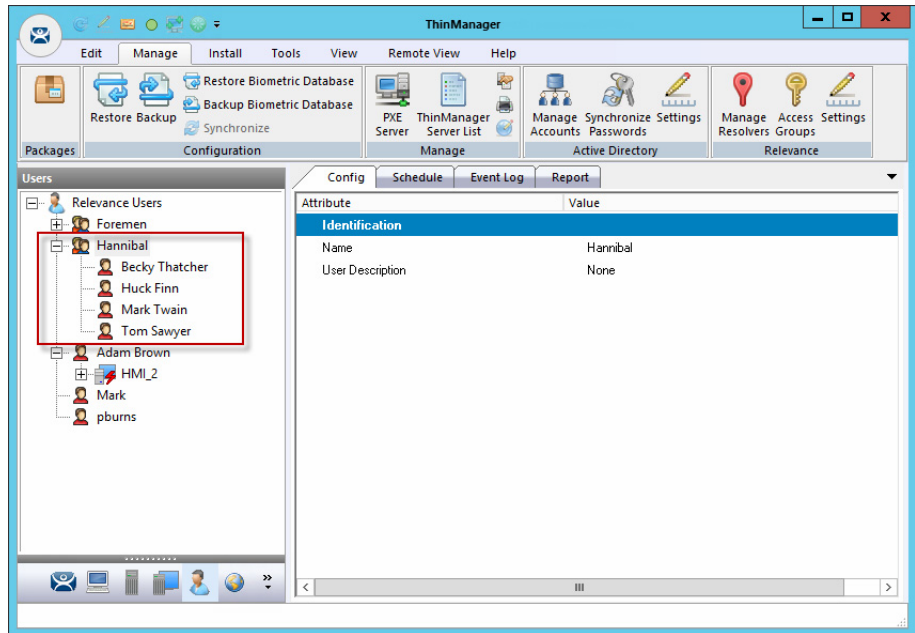 ThinManager
Edit Manage Install Tools View Remote View Help
Restore Backup
Restore Biometric Database
Backup Biometric Database
Synchronize
PXE Server
ThinManager Server List
Manage Accounts
Synchronize Passwords
Settings
Manage Resolvers
Access Groups
Settings
Packages Configuration Manage Active Directory Relevance
Users
Relevance Users
Foremen
Hannibal
Becky Thatcher
Huck Finn
Mark Twain
Tom Sawyer
Adam Brown
HMI_2
Mark
pburns
Config Schedule Event Log Report
Attribute Value
Identification
Name Hannibal
User Description None